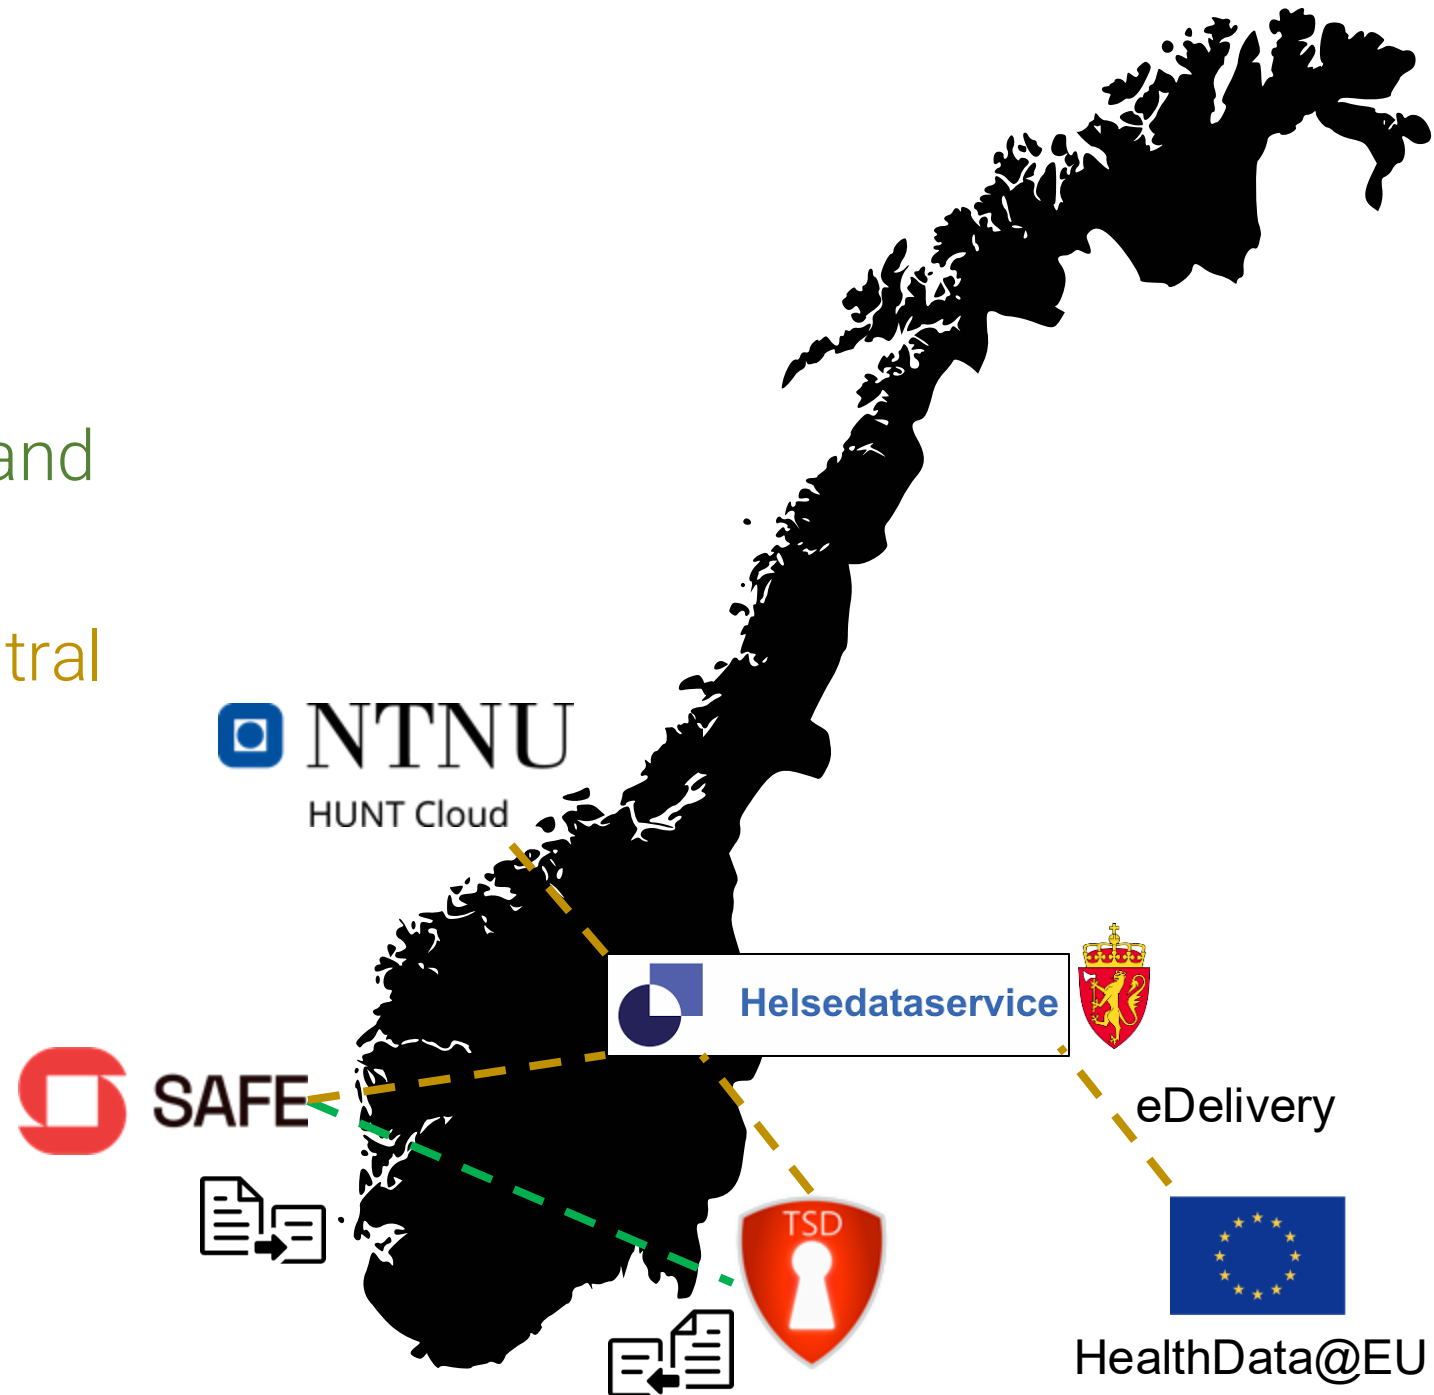 and
tral
NTNU
HUNT Cloud
Helsedataservice
SAFE
eDelivery
TSD
HealthData@EU